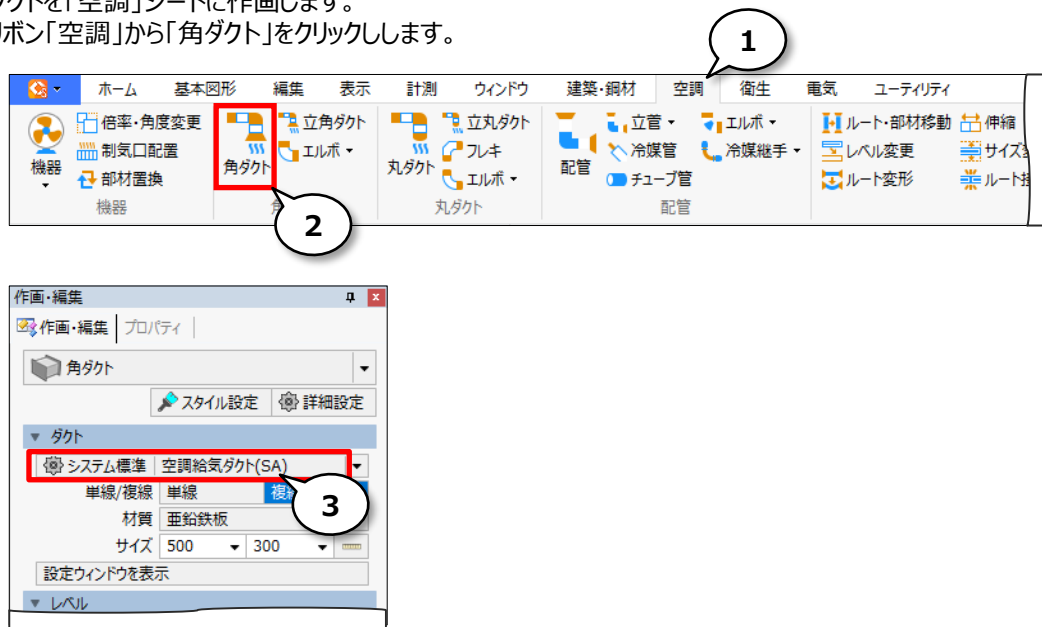 クトを「空調」シートに作画します。
リボン「空調」から「角ダクト」をクリックしします。
1
ホーム 基本図形 編集 表示 計測 ウィンドウ 建築・鋼材 空調 衛生 電気 ユーティリティ
倍率・角度変更 立角ダクト 立丸ダクト 立管 エルボ ルート・部材移動 伸縮
機器 制気口配置 角ダクト エルボ 丸ダクト フレキ 配管 冷媒管 冷媒継手 レベル変更 サイズ
部材置換 エルボ チューブ管 ルート変形 ルート
機器 丸ダクト 配管
2
作画・編集
作画・編集 プロパティ
角ダクト
スタイル設定 詳細設定
ダクト
システム標準 空調給気ダクト(SA)
単線/複線 単線 複
3
材質 亜鉛鉄板
サイズ 500 300
設定ウィンドウを表示
レベル